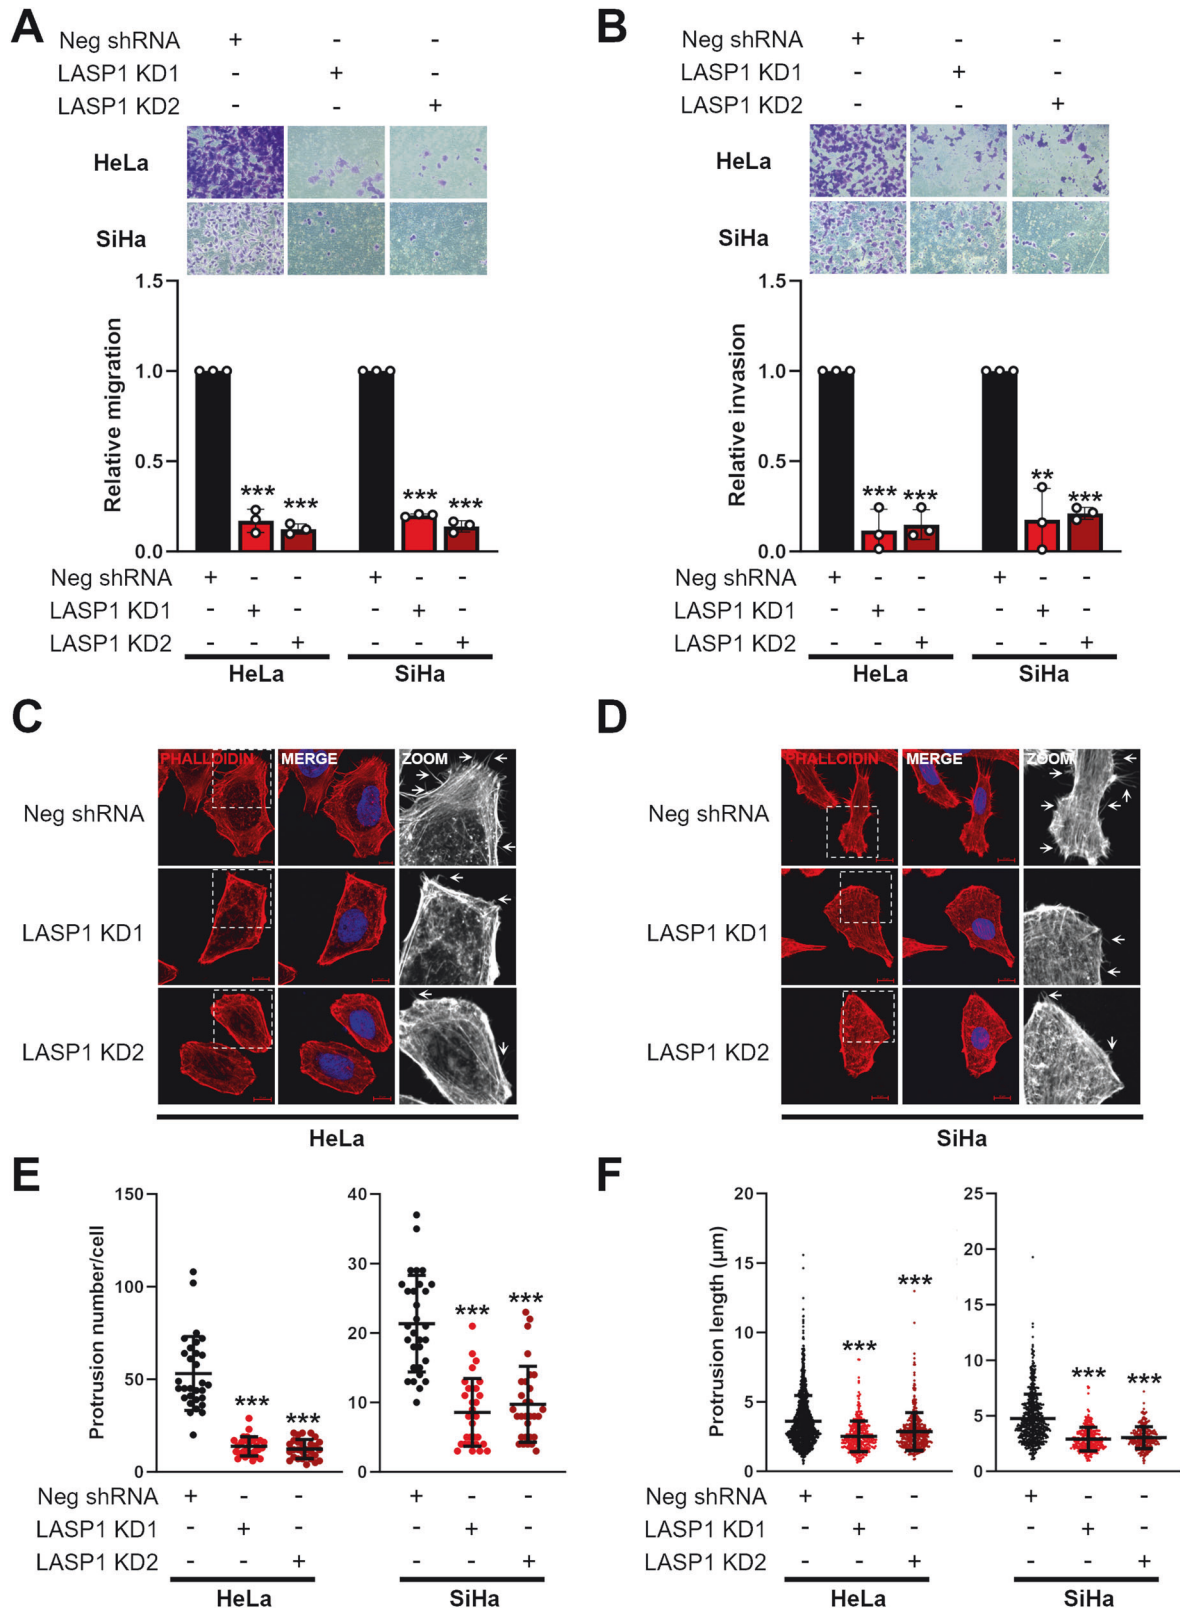 A
Neg shRNA + - -
LASP1 KD1 - + -
LASP1 KD2 - - +
HeLa
SiHa
Relative migration
1.5
1.0
0.5
0.0
*** *** *** ***
Neg shRNA + - - + - -
LASP1 KD1 - + - - + -
LASP1 KD2 - - + - - +
HeLa SiHa
B
Neg shRNA + - -
LASP1 KD1 - + -
LASP1 KD2 - - +
HeLa
SiHa
Relative invasion
1.5
1.0
0.5
0.0
*** *** ** ***
Neg shRNA + - - + - -
LASP1 KD1 - + - - + -
LASP1 KD2 - - + - - +
HeLa SiHa
C
PHALLOIDIN MERGE ZOOM
Neg shRNA
LASP1 KD1
LASP1 KD2
HeLa
D
PHALLOIDIN MERGE ZOOM
Neg shRNA
LASP1 KD1
LASP1 KD2
SiHa
E
Protrusion number/cell
150
100
50
0
*** ***
40
30
20
10
0
*** ***
Neg shRNA + - - + - -
LASP1 KD1 - + - - + -
LASP1 KD2 - - + - - +
HeLa SiHa
F
Protrusion length (µm)
20
15
10
5
0
*** ***
25
20
15
10
5
0
*** ***
Neg shRNA + - - + - -
LASP1 KD1 - + - - + -
LASP1 KD2 - - + - - +
HeLa SiHa